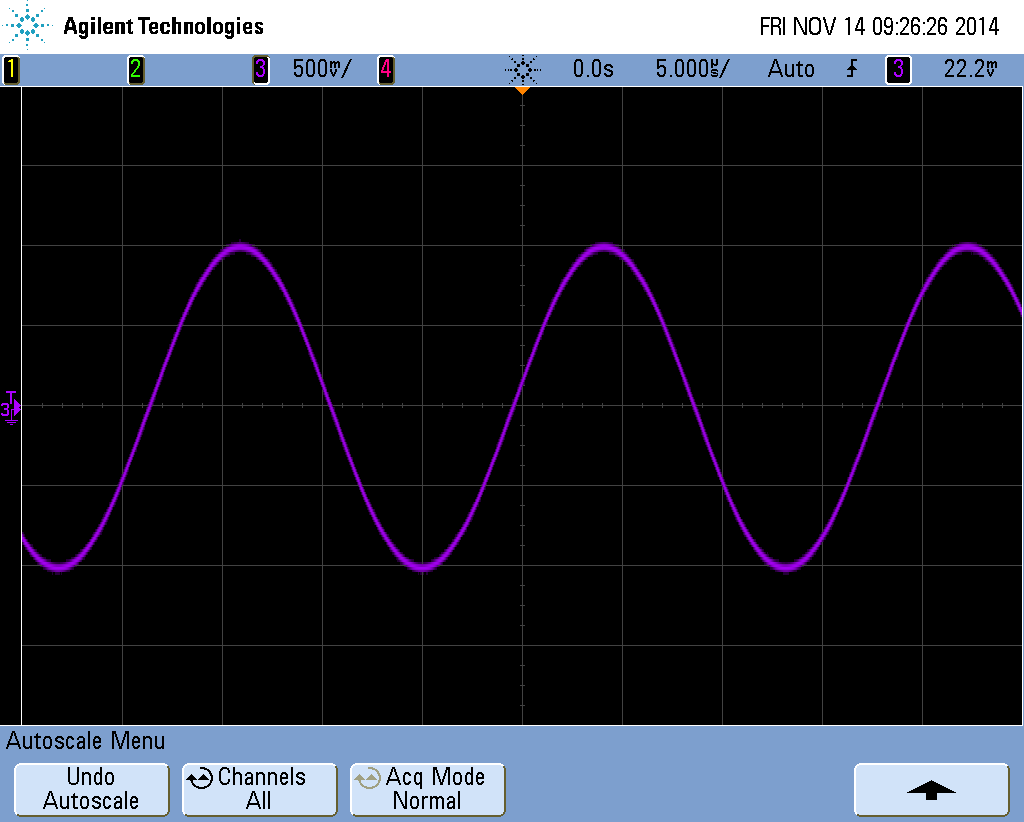 Agilent Technologies
FRI NOV 14 09:26:26 2014
1 2 3 500mV/ 4 0.0s 5.000us/ Auto 3 22.2mV
T
3
Autoscale Menu
Undo
Autoscale
Channels
All
Acq Mode
Normal